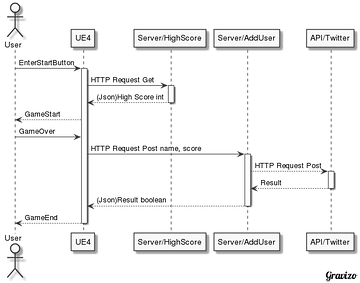 User
UE4
Server/HighScore
Server/AddUser
API/Twitter
EnterStartButton
HTTP Request Get
(Json)High Score int
GameStart
GameOver
HTTP Request Post name, score
HTTP Request Post
Result
(Json)Result boolean
GameEnd
User
UE4
Server/HighScore
Server/AddUser
API/Twitter
Gravizo